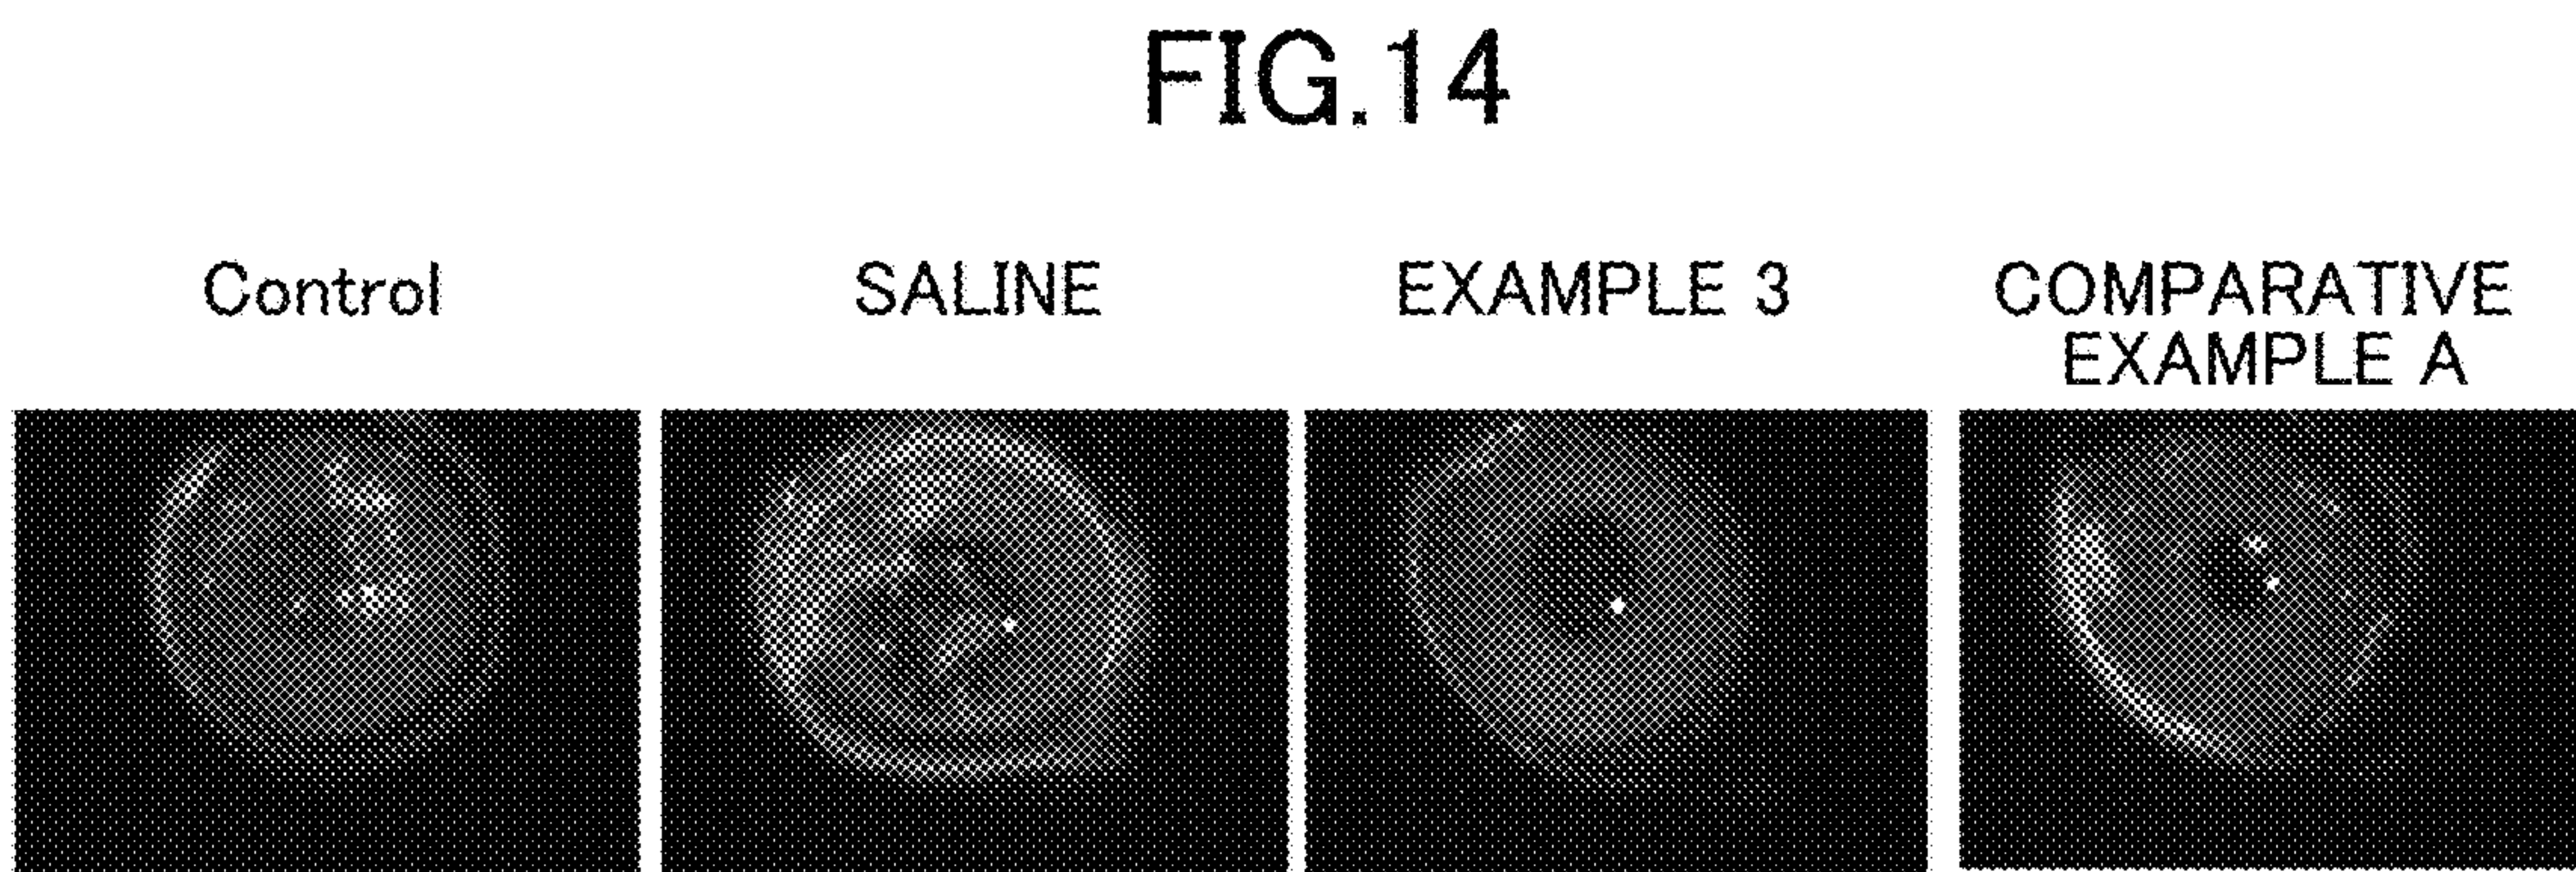 FIG.14
Control
SALINE
EXAMPLE 3
COMPARATIVE
EXAMPLE A